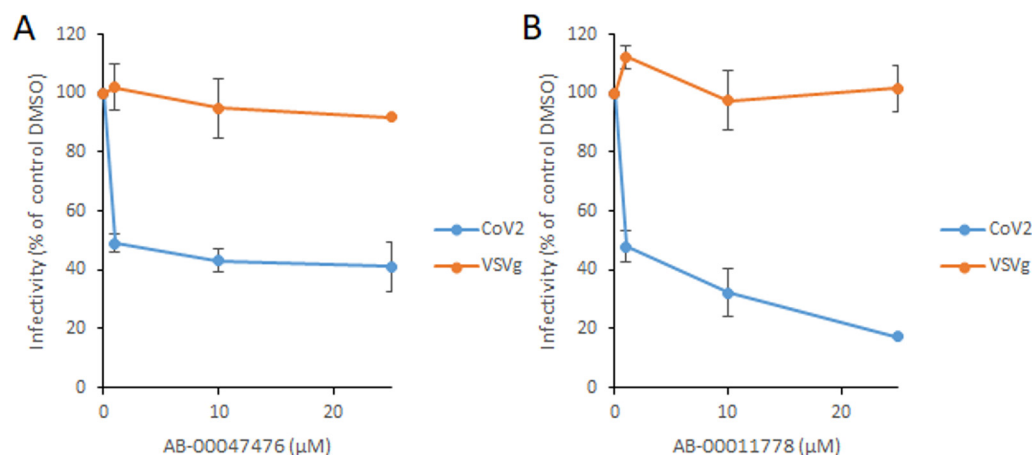 A
Infectivity (% of control DMSO)
120
100
80
60
40
20
0
0 10 20
AB-00047476 (µM)
CoV2
VSVg
B
Infectivity (% of control DMSO)
120
100
80
60
40
20
0
0 10 20
AB-00011778 (µM)
CoV2
VSVg